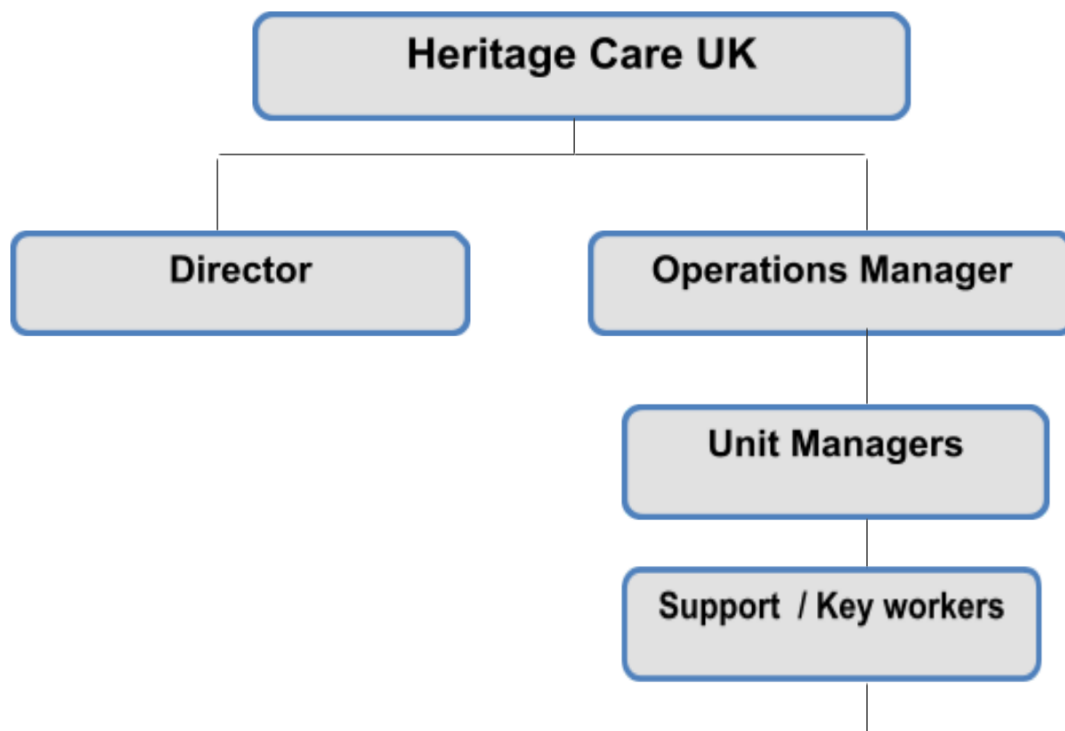 Heritage Care UK
Director
Operations Manager
Unit Managers
Support / Key workers